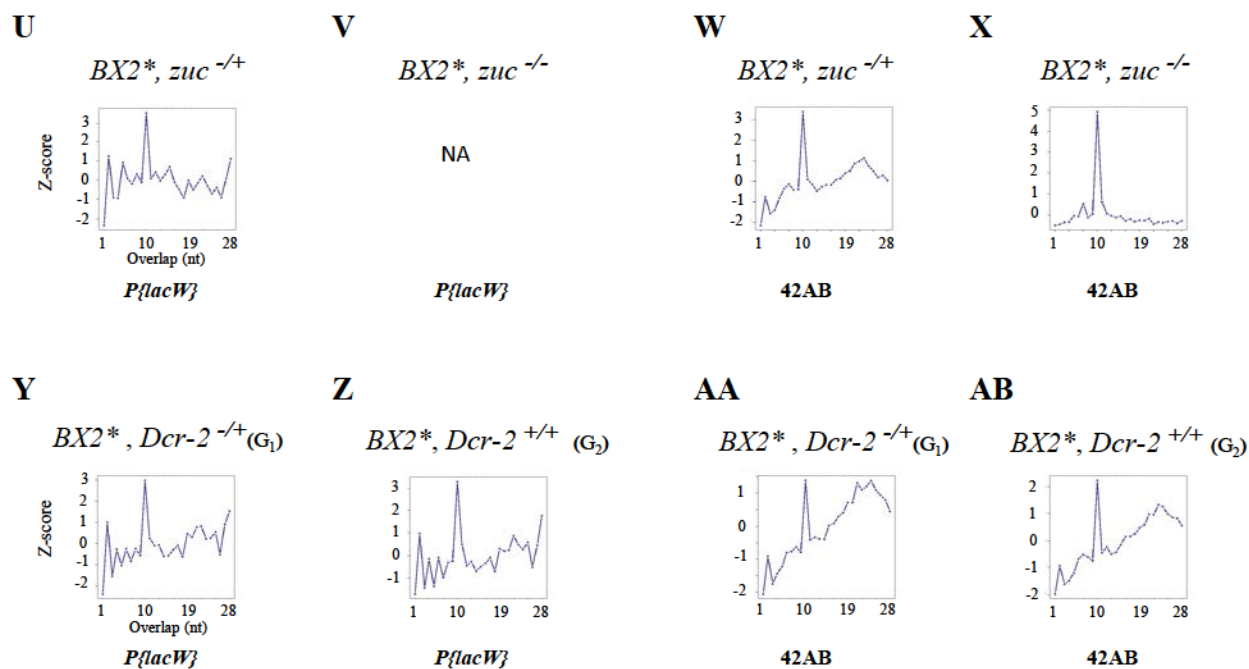 U V W X
BX2*, zuc -/+ BX2*, zuc -/- BX2*, zuc -/+ BX2*, zuc -/-
Z-score
3
2
1
0
-1
-2
1 10 19 28
Overlap (nt)
P{lacW}
NA
P{lacW}
3
2
1
0
-1
-2
1 10 19 28
42AB
5
4
3
2
1
0
1 10 19 28
42AB
Y Z AA AB
BX2* , Dcr-2 -/+ (G1) BX2*, Dcr-2 +/+ (G2) BX2* , Dcr-2 -/+ (G1) BX2*, Dcr-2 +/+ (G2)
Z-score
3
2
1
0
-1
-2
1 10 19 28
Overlap (nt)
P{lacW}
3
2
1
0
-1
1 10 19 28
P{lacW}
1
0
-1
-2
1 10 19 28
42AB
2
1
0
-1
-2
1 10 19 28
42AB